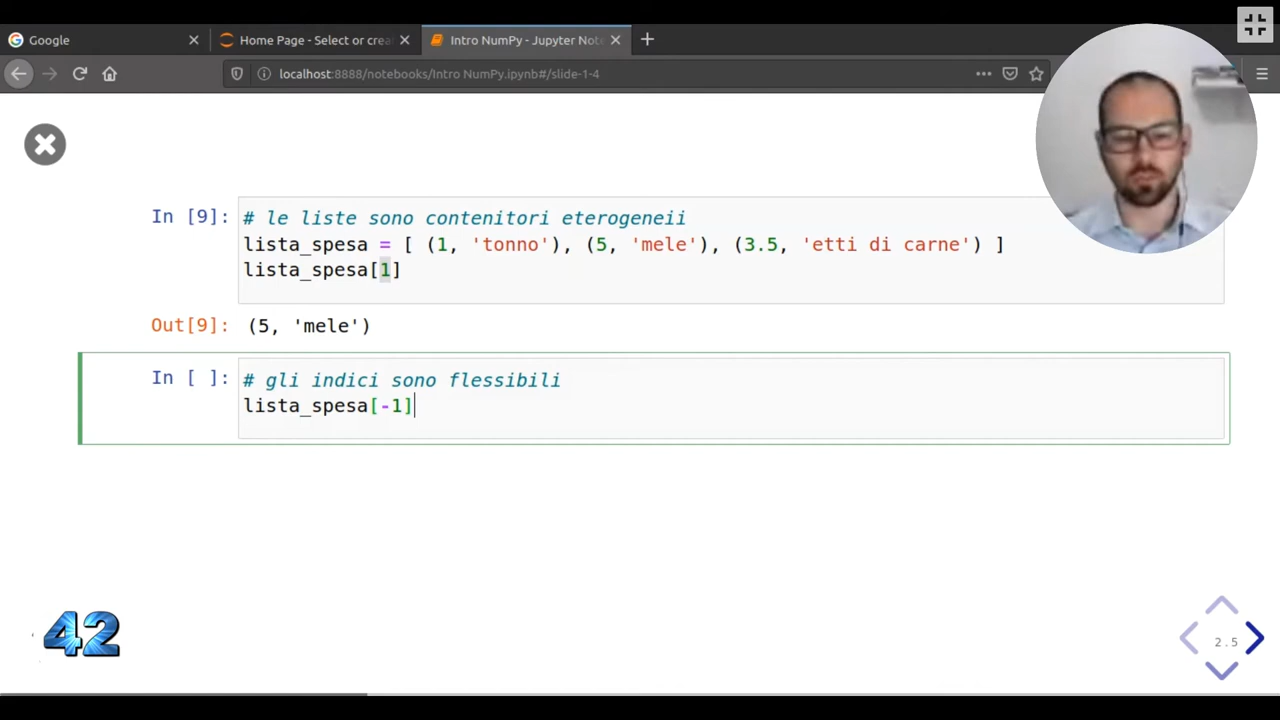 Google
Home Page - Select or crea
Intro NumPy - Jupyter Note
localhost:8888/notebooks/Intro NumPy.ipynb#/slide-1-4
In [9]:
# le liste sono contenitori eterogeneii
lista_spesa = [ (1, 'tonno'), (5, 'mele'), (3.5, 'etti di carne') ]
lista_spesa[1]
Out[9]:
(5, 'mele')
In [ ]:
# gli indici sono flessibili
lista_spesa[-1]
42
2.5